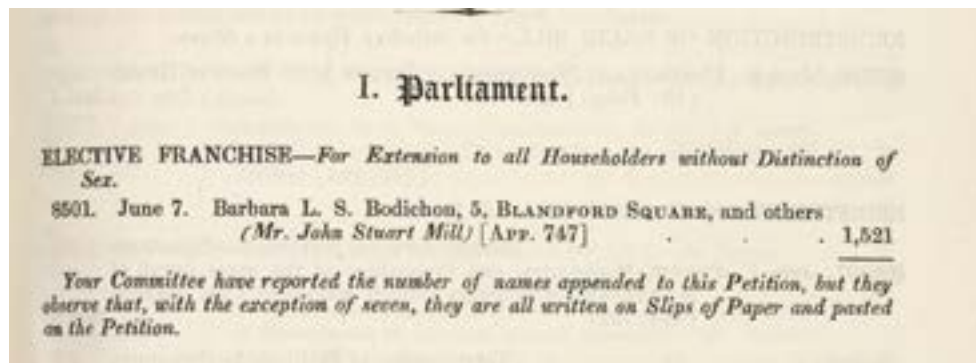 I. Parliament.
ELECTIVE FRANCHISE—For Extension to all Householders without Distinction of
Sex.
8501. June 7. Barbara L. S. Bodichon, 5, BLANDFORD SQUARE, and others
(Mr. John Stuart Mill) [APP. 747] . . . 1,521
Your Committee have reported the number of names appended to this Petition, but they
observe that, with the exception of seven, they are all written on Slips of Paper and pasted
on the Petition.